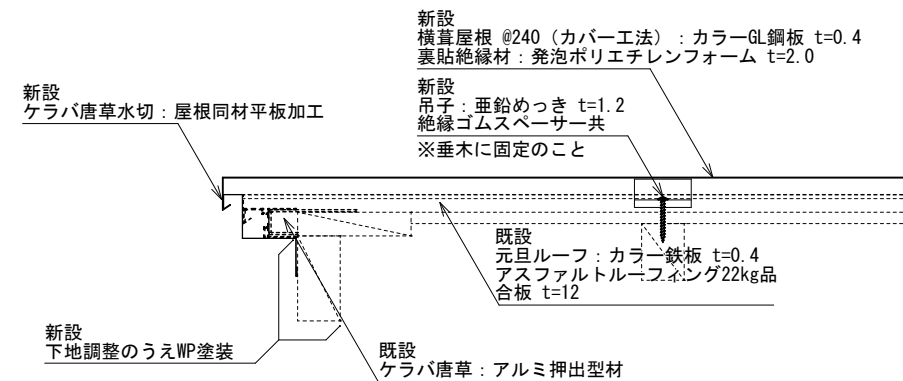 新設
横葺屋根 @240（カバー工法）：カラーGL鋼板 t=0.4
裏貼絶縁材：発泡ポリエチレンフォーム t=2.0
新設
吊子：亜鉛めっき t=1.2
絶縁ゴムスペーサー共
※垂木に固定のこと
新設
ケラバ唐草水切：屋根同材平板加工
既設
元旦ルーフ：カラー鉄板 t=0.4
アスファルトルーフィング22kg品
合板 t=12
新設
下地調整のうえWP塗装
既設
ケラバ唐草：アルミ押出型材